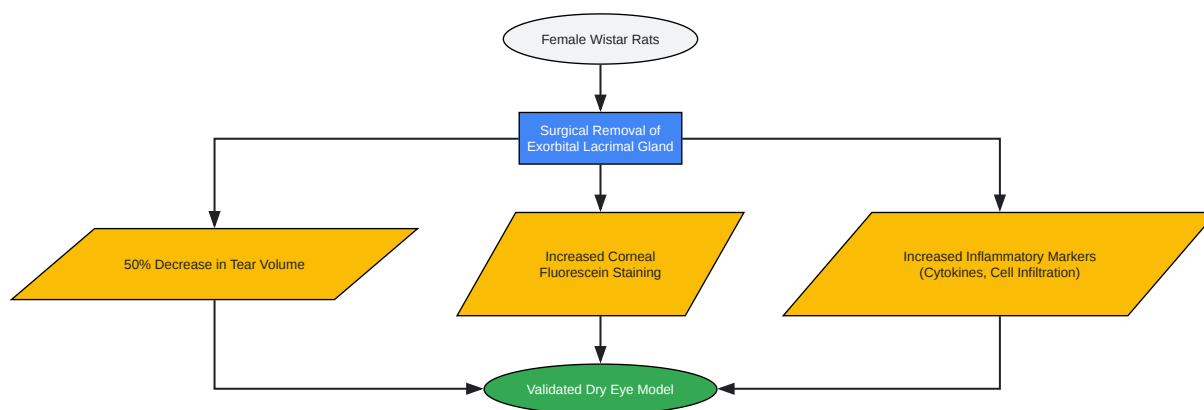 Female Wistar Rats
Surgical Removal of
Exorbital Lacrimal Gland
50% Decrease in Tear Volume
Increased Corneal
Fluorescein Staining
Increased Inflammatory Markers
(Cytokines, Cell Infiltration)
Validated Dry Eye Model